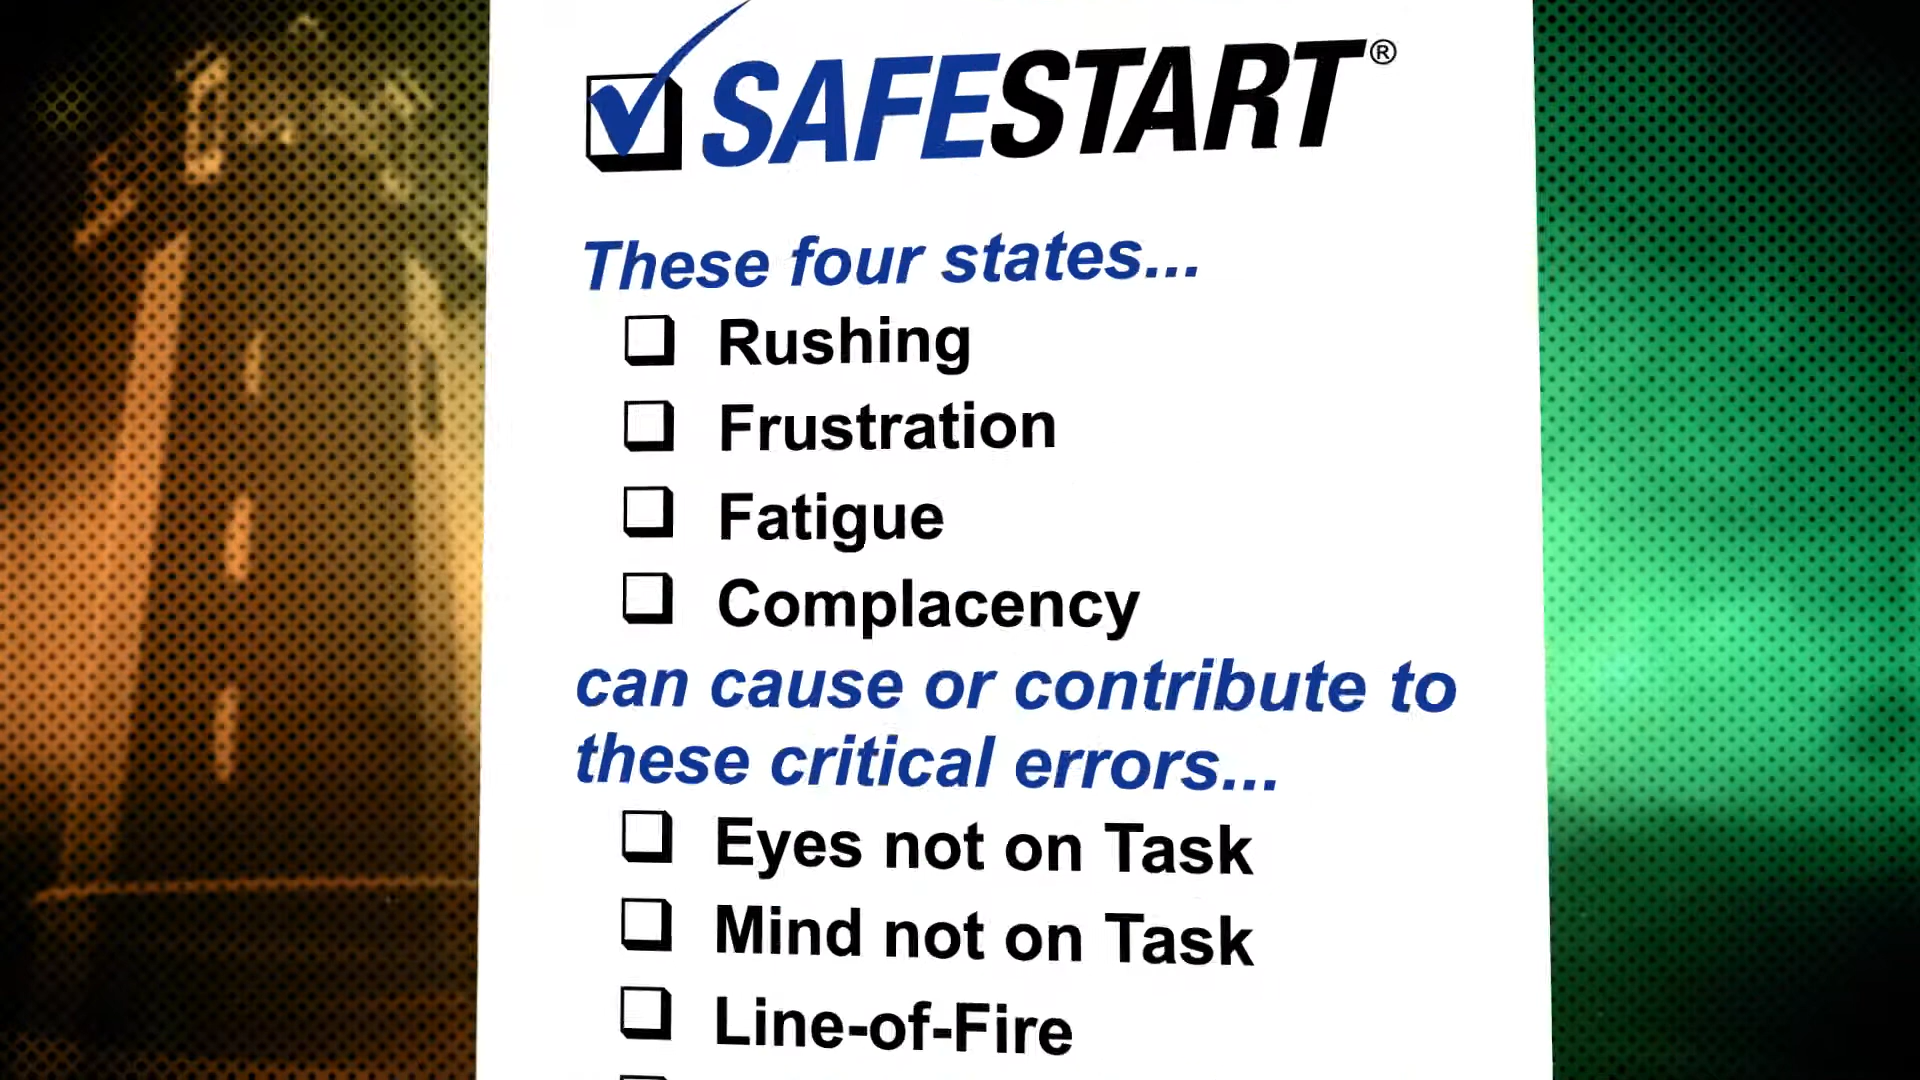 SAFESTART®
These four states...
Rushing
Frustration
Fatigue
Complacency
can cause or contribute to
these critical errors...
Eyes not on Task
Mind not on Task
Line-of-Fire